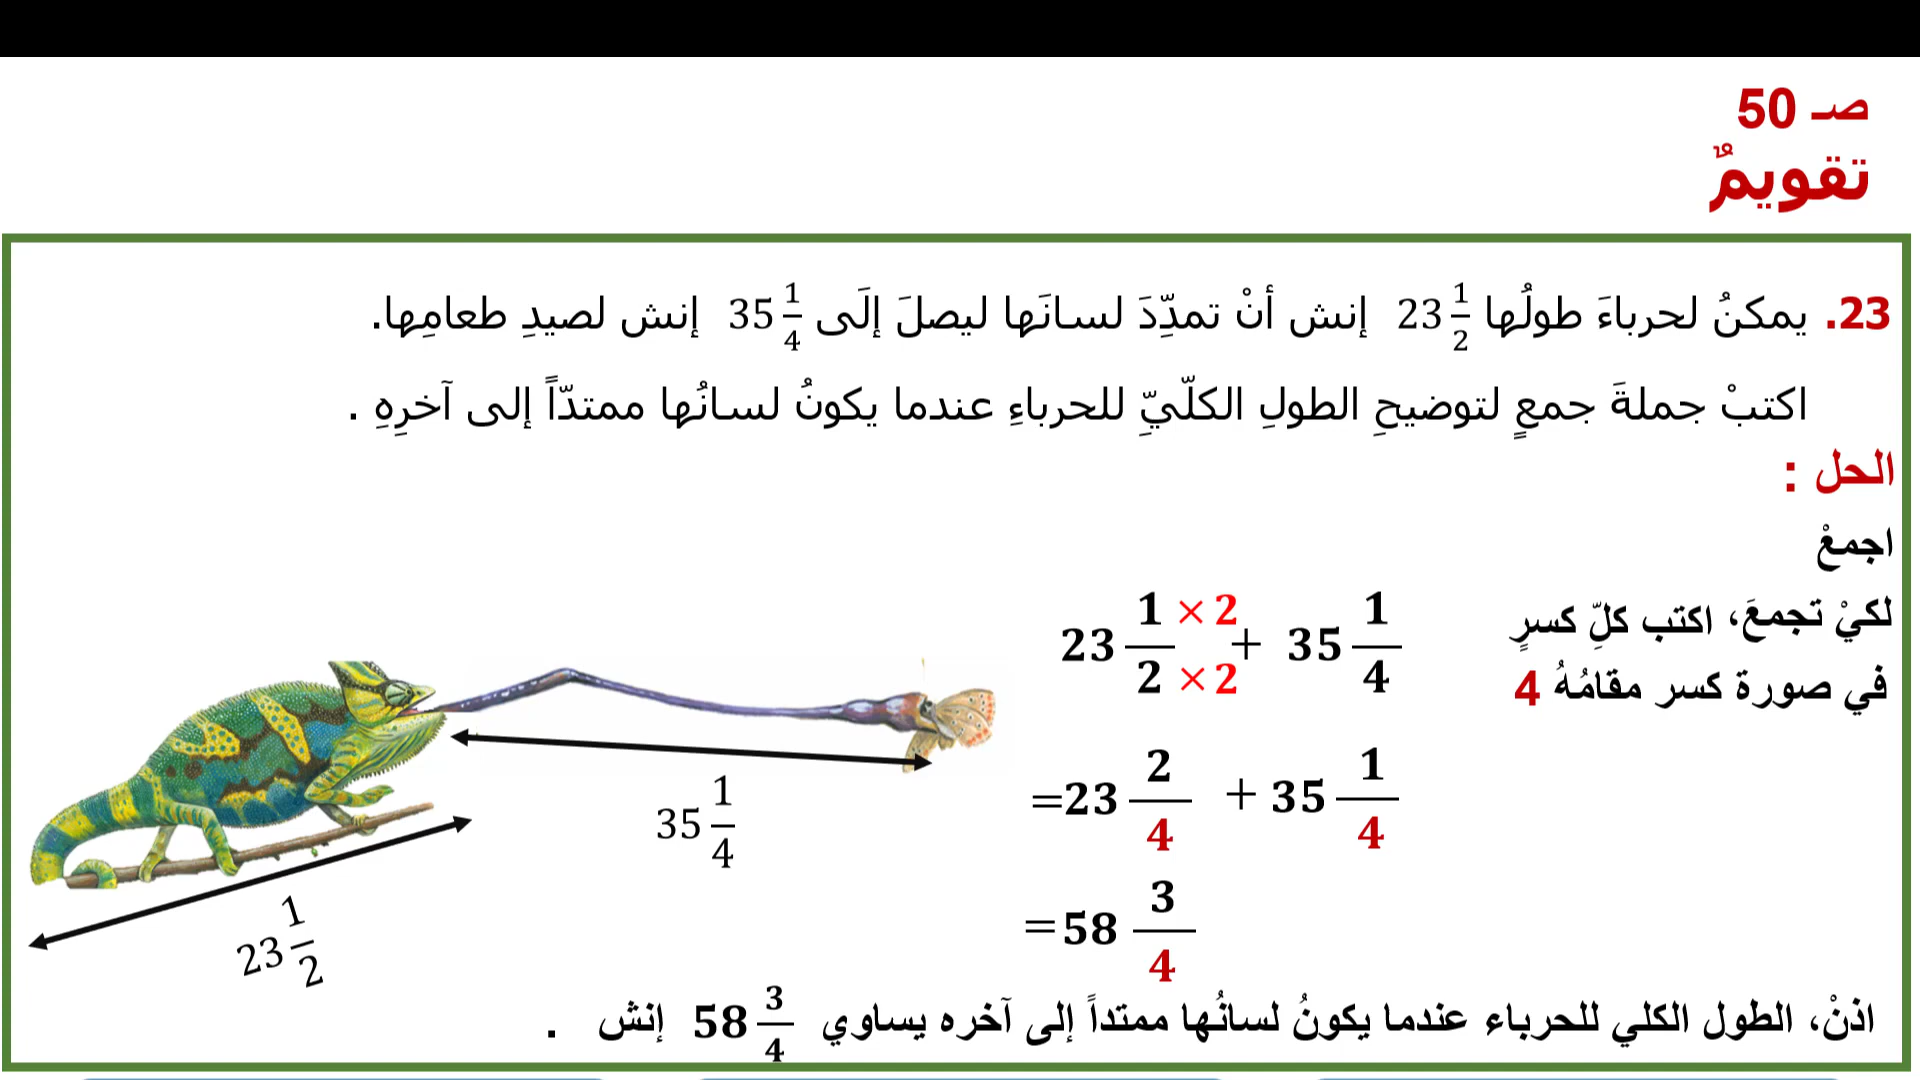 صـ 50
تقويمٌ
23. يمكنُ لحرباءَ طولُها 23 1/2 إنش أنْ تمدِّدَ لسانَها ليصلَ إلَى 35 1/4 إنش لصيدِ طعامِها.
اكتبْ جملةَ جمعٍ لتوضيحِ الطولِ الكلّيِّ للحرباءِ عندما يكونُ لسانُها ممتدّاً إلى آخرِهِ .
الحل :
اجمعْ
لكيْ تجمعَ، اكتب كلِّ كسرٍ
في صورة كسر مقامُهُ 4
23 1/2 × 2 × 2 + 35 1/4
=23 2/4 + 35 1/4
=58 3/4
35 1/4
23 1/2
اذنْ، الطول الكلي للحرباء عندما يكونُ لسانُها ممتداً إلى آخره يساوي 58 3/4 إنش .